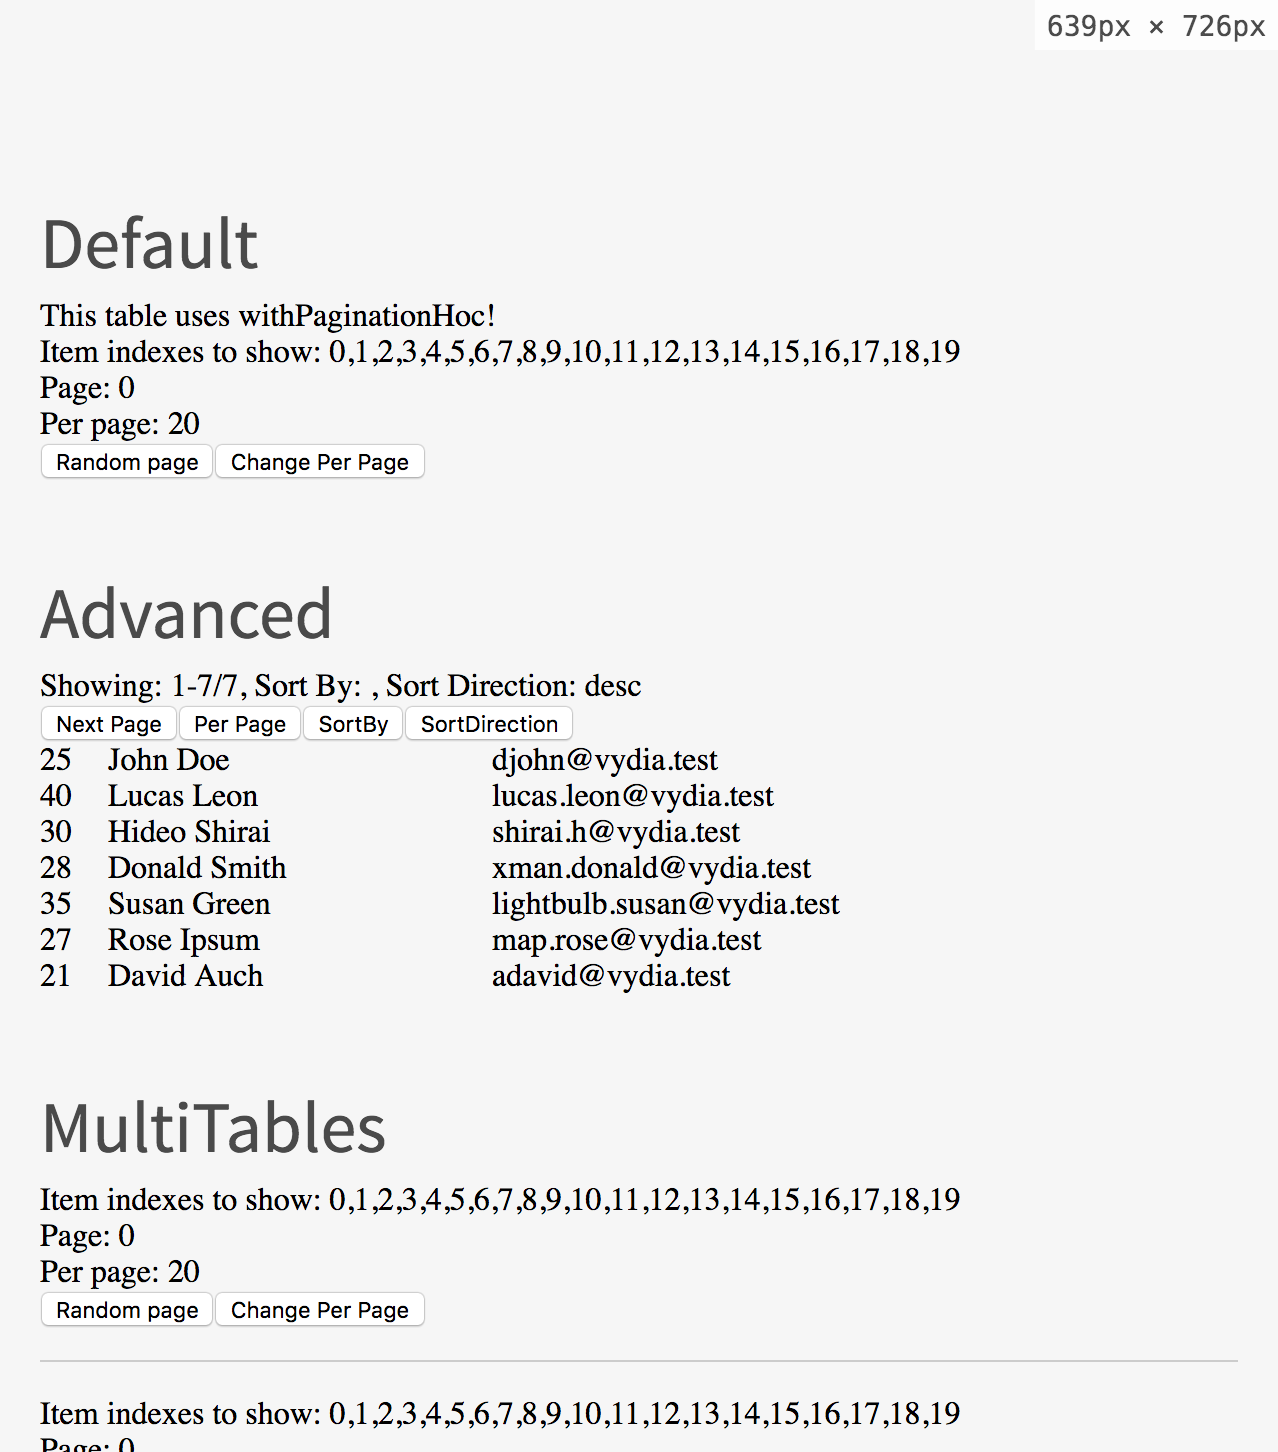 639px × 726px
Default
This table uses withPaginationHoc!
Item indexes to show: 0,1,2,3,4,5,6,7,8,9,10,11,12,13,14,15,16,17,18,19
Page: 0
Per page: 20
Random page Change Per Page
Advanced
Showing: 1-7/7, Sort By: , Sort Direction: desc
Next Page Per Page SortBy SortDirection
25 John Doe djohn@vydia.test
40 Lucas Leon lucas.leon@vydia.test
30 Hideo Shirai shirai.h@vydia.test
28 Donald Smith xman.donald@vydia.test
35 Susan Green lightbulb.susan@vydia.test
27 Rose Ipsum map.rose@vydia.test
21 David Auch adavid@vydia.test
MultiTables
Item indexes to show: 0,1,2,3,4,5,6,7,8,9,10,11,12,13,14,15,16,17,18,19
Page: 0
Per page: 20
Random page Change Per Page
Item indexes to show: 0,1,2,3,4,5,6,7,8,9,10,11,12,13,14,15,16,17,18,19
Page: 0